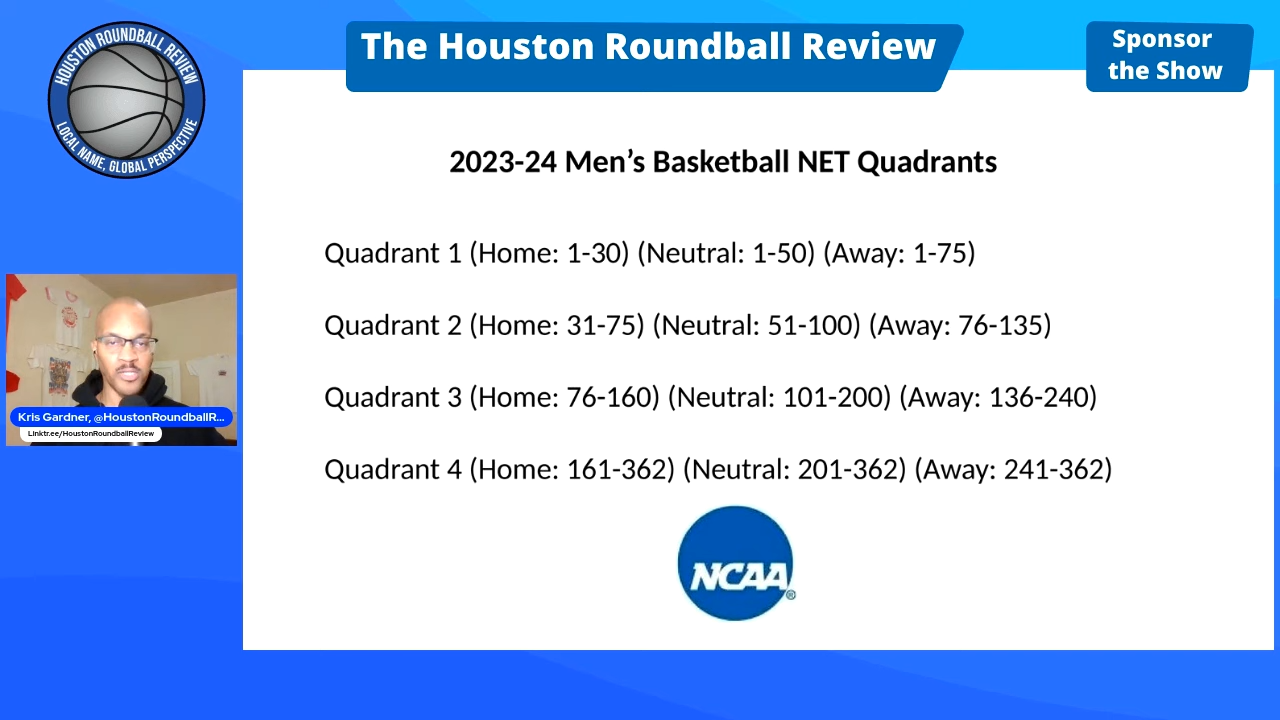 HOUSTON ROUNDBALL REVIEW
LOCAL NAME, GLOBAL PERSPECTIVE
The Houston Roundball Review
Sponsor
the Show
2023-24 Men’s Basketball NET Quadrants
Quadrant 1 (Home: 1-30) (Neutral: 1-50) (Away: 1-75)
Quadrant 2 (Home: 31-75) (Neutral: 51-100) (Away: 76-135)
Quadrant 3 (Home: 76-160) (Neutral: 101-200) (Away: 136-240)
Quadrant 4 (Home: 161-362) (Neutral: 201-362) (Away: 241-362)
NCAA®
Kris Gardner, @HoustonRoundballR...
Linktr.ee/HoustonRoundballReview